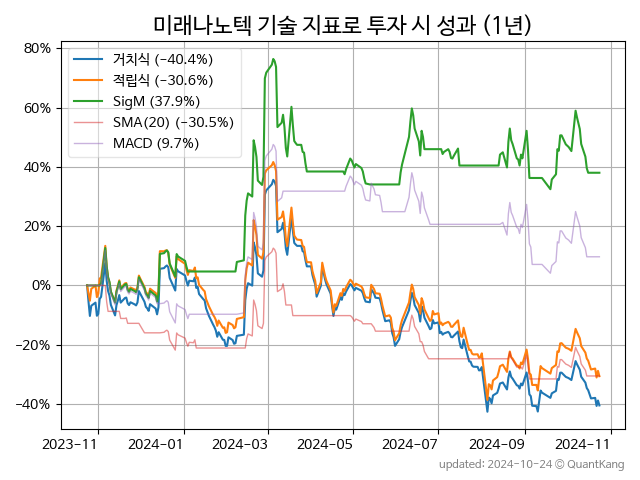 미래나노텍 기술 지표로 투자 시 성과 (1년)
80%
60%
40%
20%
0%
−20%
−40%
거치식 (−40.4%)
적립식 (−30.6%)
SigM (37.9%)
SMA(20) (−30.5%)
MACD (9.7%)
2023-11 2024-01 2024-03 2024-05 2024-07 2024-09 2024-11
updated: 2024-10-24 © QuantKang